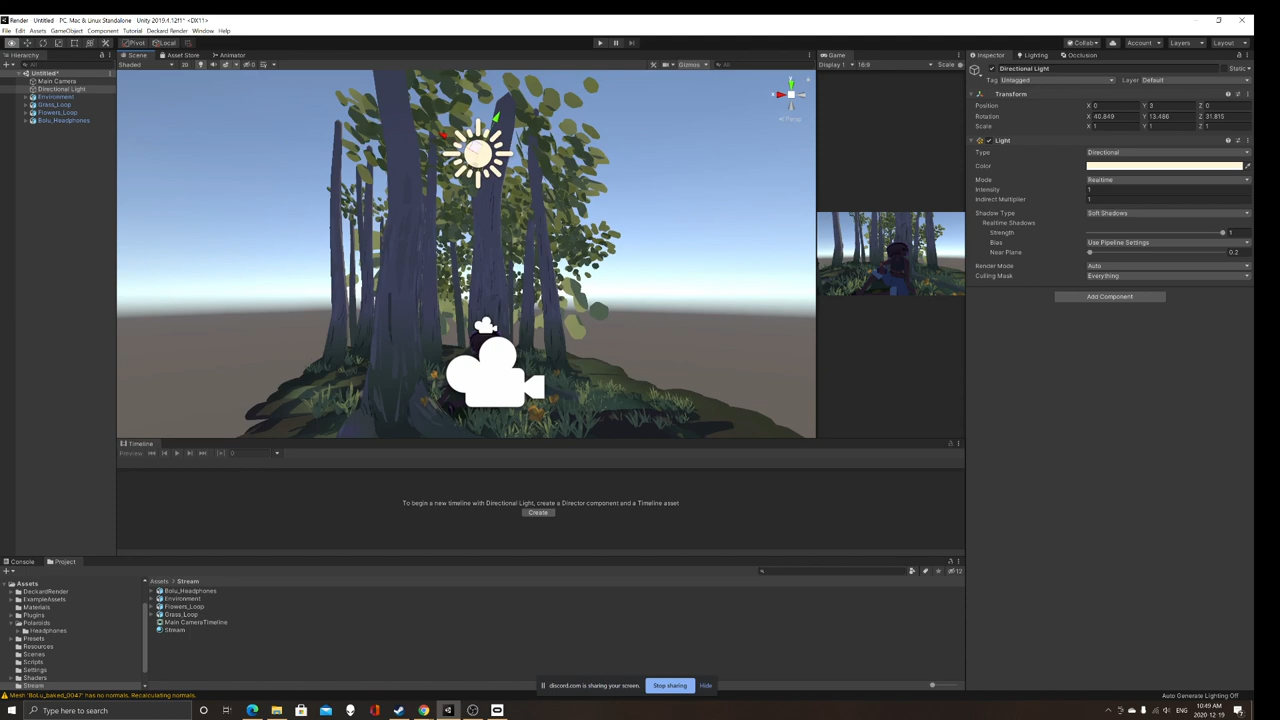 Render Untitled PC, Mac & Linux Standalone Unity 2019.4.12f1* <DX11>
File Edit Assets GameObject Component Tutorial Deckard Render Window Help
Pivot Local Collab Account Layers Layout
Hierarchy Scene Asset Store Animator Game Inspector Lighting Occlusion
All Shaded 2D 0 Gizmos All Display 1 16:9 Scale
Directional Light Static
Untitled* Tag Untagged Layer Default
Main Camera
Directional Light
Environment Transform
Grass_Loop Position X 0 Y 3 Z 0
Flowers_Loop Rotation X 40.849 Y 13.486 Z 31.815
Bolu_Headphones Scale X 1 Y 1 Z 1
y
Persp
Light
Type Directional
Color
Mode Realtime
Intensity 1
Indirect Multiplier 1
Shadow Type Soft Shadows
Realtime Shadows
Strength 1
Bias Use Pipeline Settings
Near Plane 0.2
Render Mode Auto
Culling Mask Everything
Add Component
Timeline
Preview 0
To begin a new timeline with Directional Light, create a Director component and a Timeline asset
Create
Console Project
12
Assets
DeckardRender
ExampleAssets
Materials
Plugins
Polaroids
Headphones
Presets
Resources
Scenes
Scripts
Settings
Shaders
Stream
Assets Stream
Bolu_Headphones
Environment
Flowers_Loop
Grass_Loop
Main CameraTimeline
Stream
discord.com is sharing your screen. Stop sharing Hide
Mesh 'BoLu_baked_0047' has no normals. Recalculating normals. Auto Generate Lighting Off
Type here to search
ENG
10:49 AM
2020-12-19